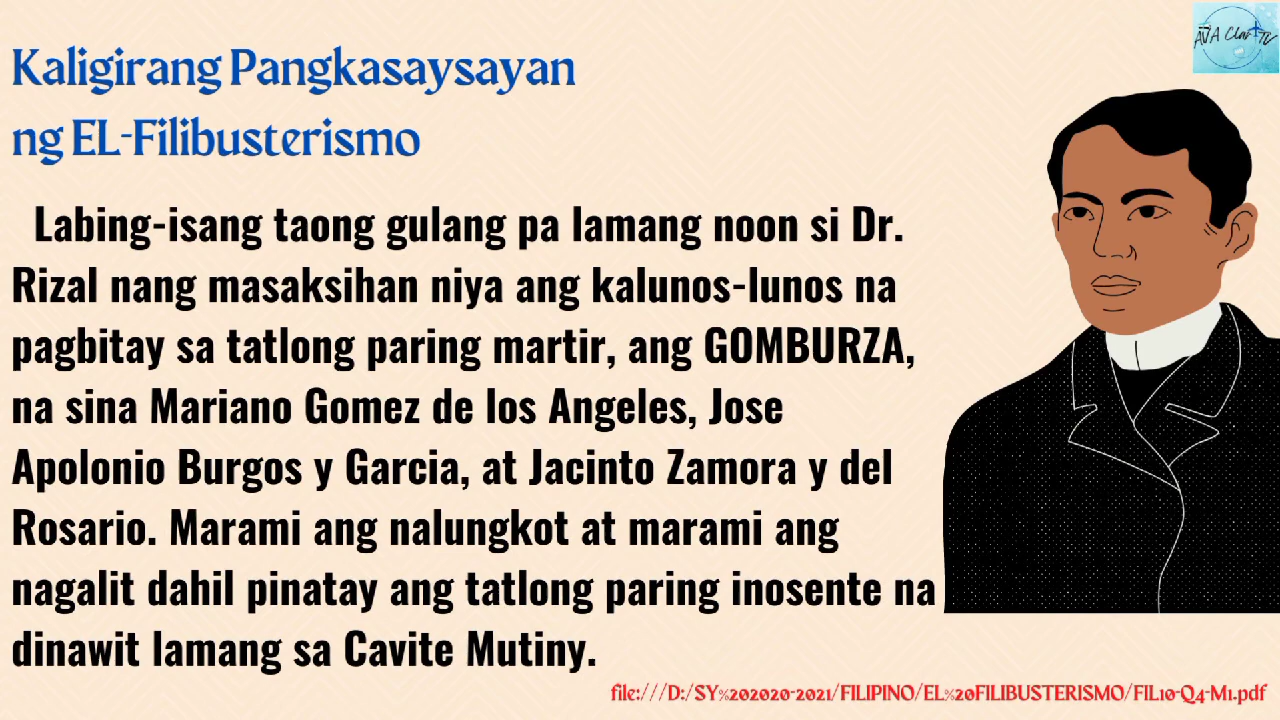 AVA Clar TV
Kaligirang Pangkasaysayan
ng EL-Filibusterismo
Labing-isang taong gulang pa lamang noon si Dr.
Rizal nang masaksihan niya ang kalunos-lunos na
pagbitay sa tatlong paring martir, ang GOMBURZA,
na sina Mariano Gomez de los Angeles, Jose
Apolonio Burgos y Garcia, at Jacinto Zamora y del
Rosario. Marami ang nalungkot at marami ang
nagalit dahil pinatay ang tatlong paring inosente na
dinawit lamang sa Cavite Mutiny.
file:///D:/SY%202020-2021/FILIPINO/EL%20FILIBUSTERISMO/FIL10-Q4-M1.pdf